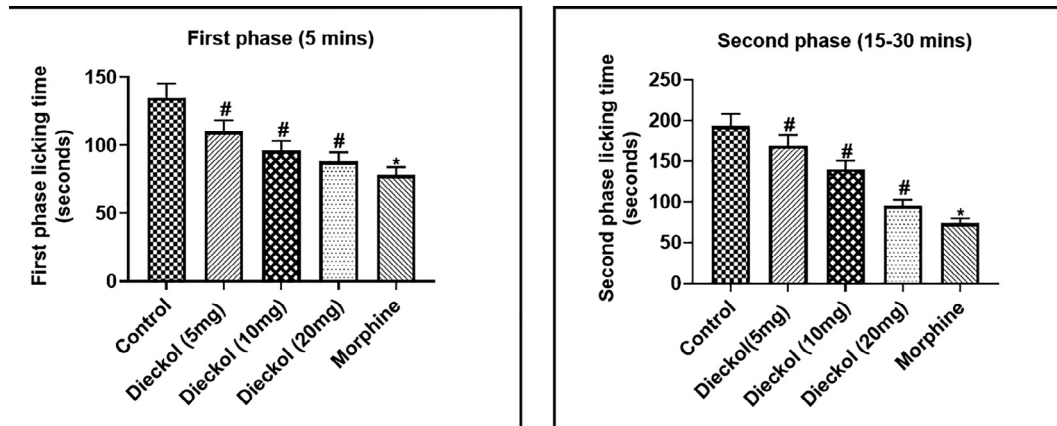 First phase (5 mins)
First phase licking time
(seconds)
150
100
50
0
#
#
#
*
Control
Dieckol (5mg)
Dieckol (10mg)
Dieckol (20mg)
Morphine
Second phase (15-30 mins)
Second phase licking time
(seconds)
250
200
150
100
50
0
#
#
#
*
Control
Dieckol(5mg)
Dieckol (10mg)
Dieckol (20mg)
Morphine